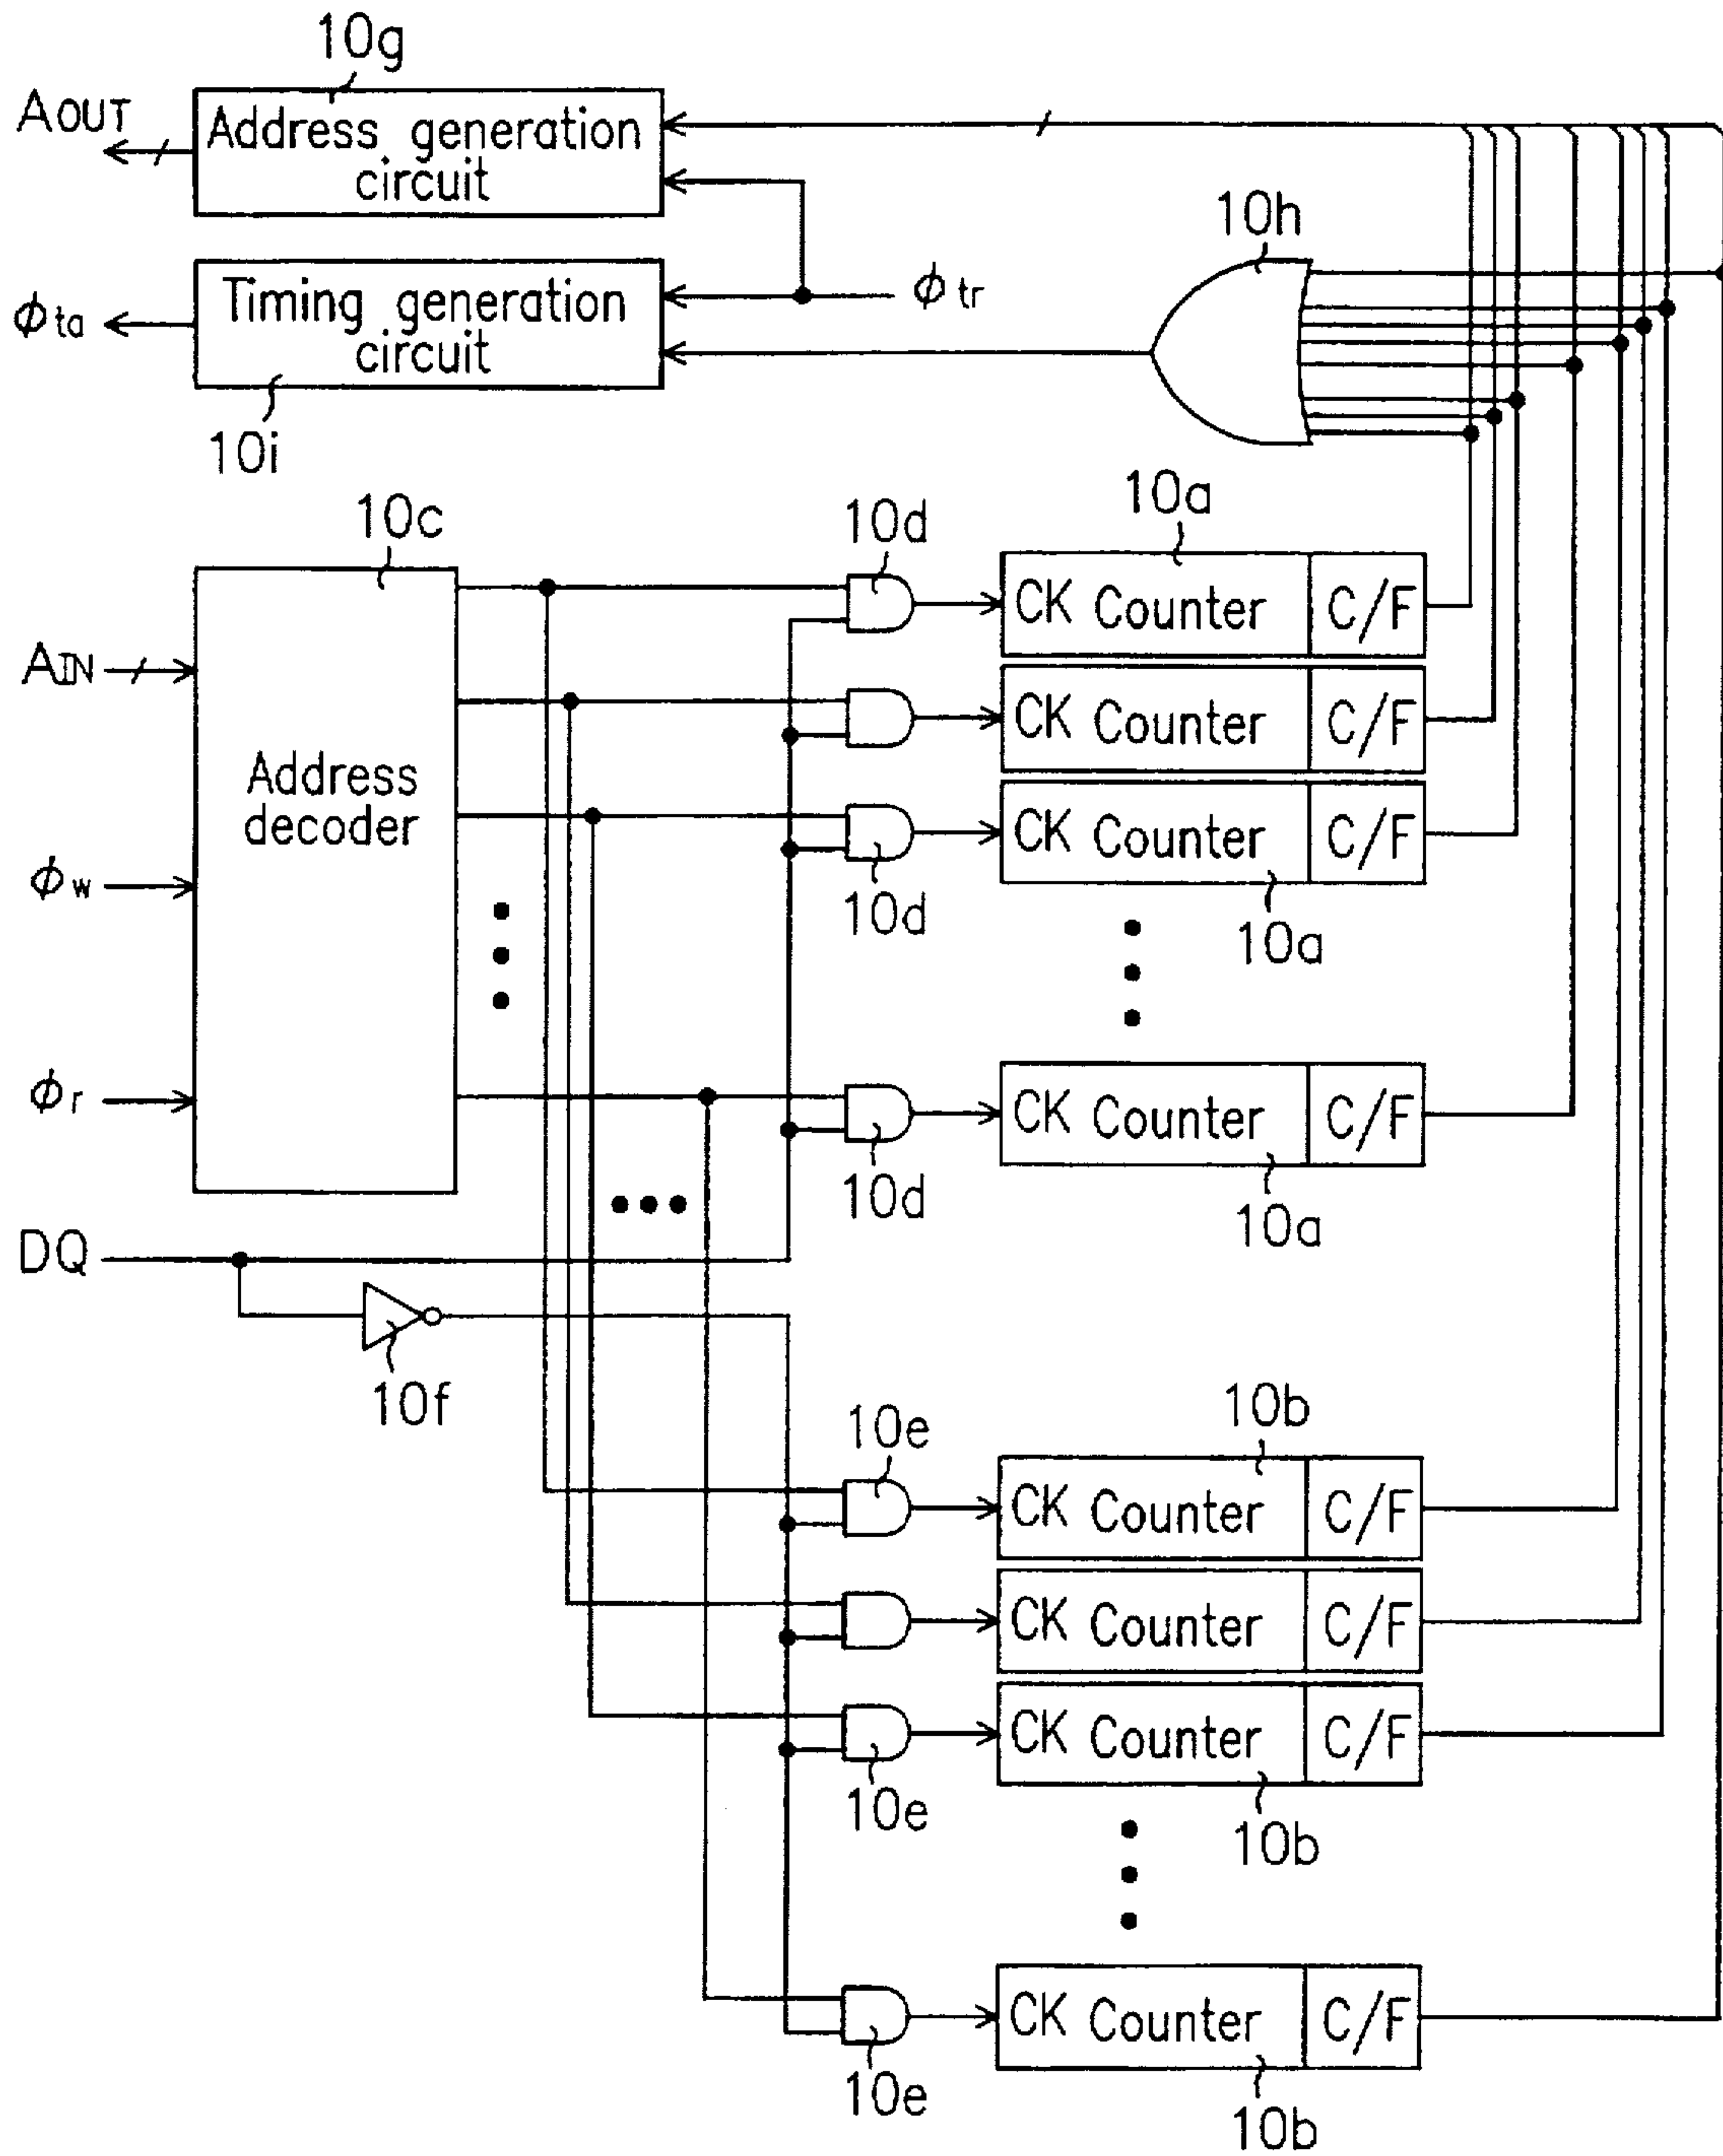 10g
AOUT
Address generation
circuit
10h
ϕtr
Timing generation
circuit
ϕta
10i
10c
10d
10a
CK Counter C/F
AIN
CK Counter C/F
Address
decoder
CK Counter C/F
ϕw
10d
10a
ϕr
CK Counter C/F
10d
10a
DQ
10f
10e
10b
CK Counter C/F
CK Counter C/F
CK Counter C/F
10e
10b
CK Counter C/F
10e
10b